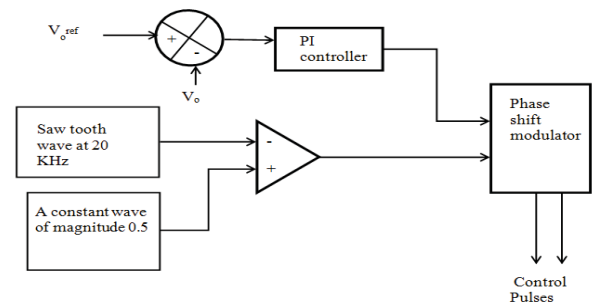 V_o^ref
+
-
V_o
PI
controller
Saw tooth
wave at 20
KHz
A constant wave
of magnitude 0.5
-
+
Phase
shift
modulator
Control
Pulses